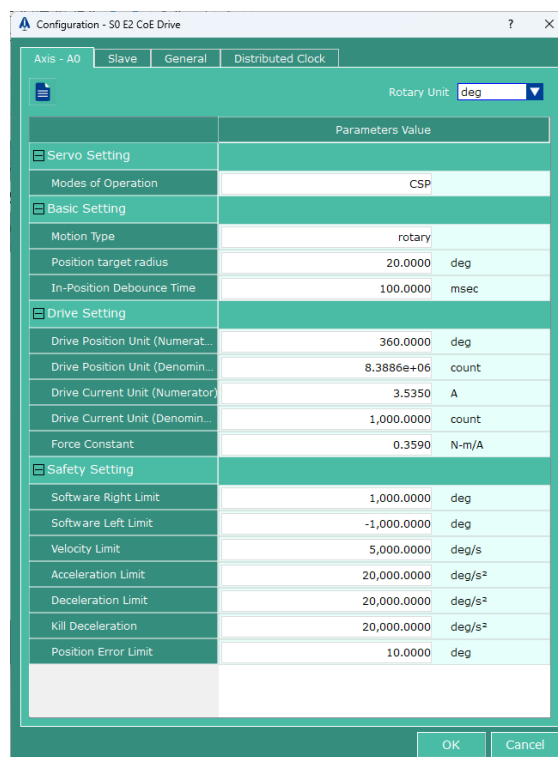 Configuration - S0 E2 CoE Drive ?
Axis - A0 Slave General Distributed Clock
Rotary Unit deg
Parameters Value
Servo Setting
Modes of Operation CSP
Basic Setting
Motion Type rotary
Position target radius 20.0000 deg
In-Position Debounce Time 100.0000 msec
Drive Setting
Drive Position Unit (Numerat... 360.0000 deg
Drive Position Unit (Denomin... 8.3886e+06 count
Drive Current Unit (Numerator) 3.5350 A
Drive Current Unit (Denomin... 1,000.0000 count
Force Constant 0.3590 N-m/A
Safety Setting
Software Right Limit 1,000.0000 deg
Software Left Limit -1,000.0000 deg
Velocity Limit 5,000.0000 deg/s
Acceleration Limit 20,000.0000 deg/s²
Deceleration Limit 20,000.0000 deg/s²
Kill Deceleration 20,000.0000 deg/s²
Position Error Limit 10.0000 deg
OK Cancel